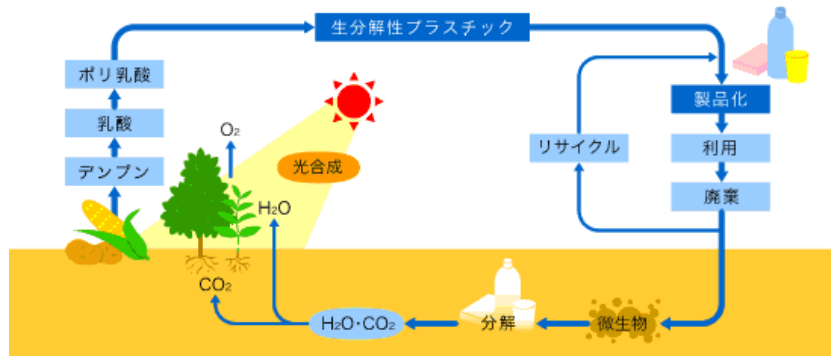 生分解性プラスチック
ポリ乳酸
乳酸
デンプン
O₂
光合成
H₂O
CO₂
リサイクル
製品化
利用
廃棄
微生物
分解
H₂O・CO₂